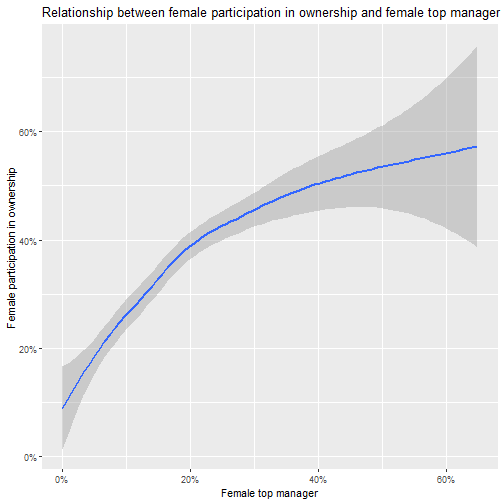 Relationship between female participation in ownership and female top manager
Female participation in ownership
60%
40%
20%
0%
0%
20%
40%
60%
Female top manager